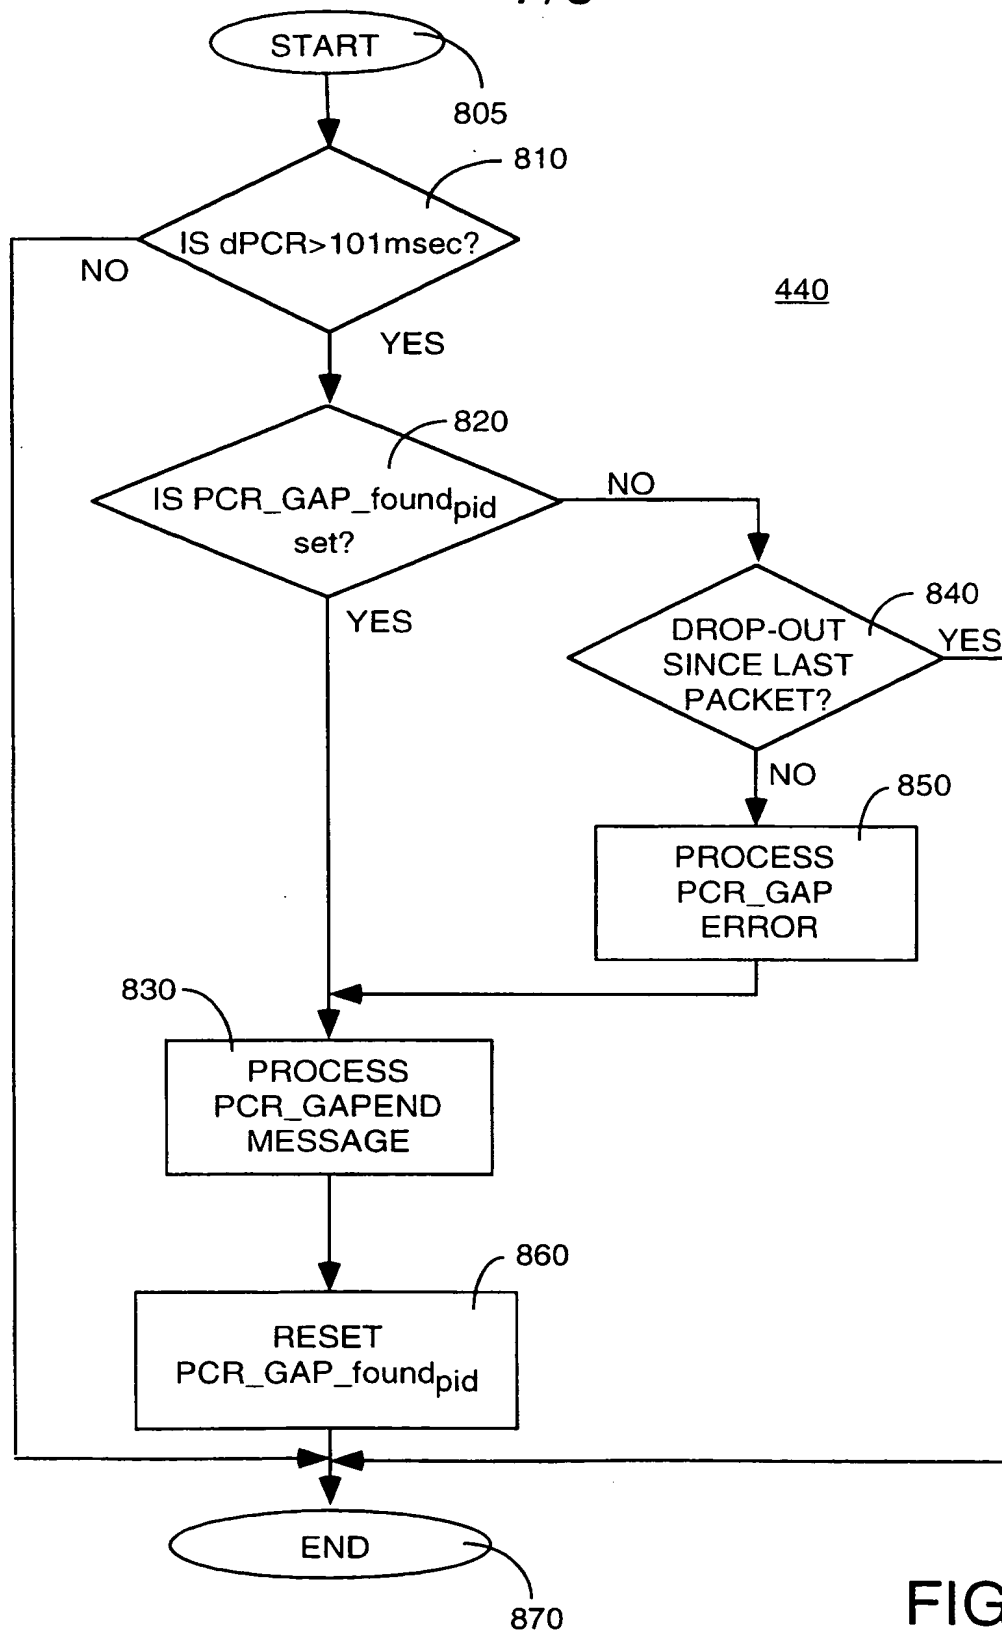 START
805
810
IS dPCR>101msec?
NO
440
YES
820
IS PCR_GAP_foundpid
set?
NO
YES
840
DROP-OUT
SINCE LAST
PACKET?
YES
NO
850
PROCESS
PCR_GAP
ERROR
830
PROCESS
PCR_GAPEND
MESSAGE
860
RESET
PCR_GAP_foundpid
END
870
FIG